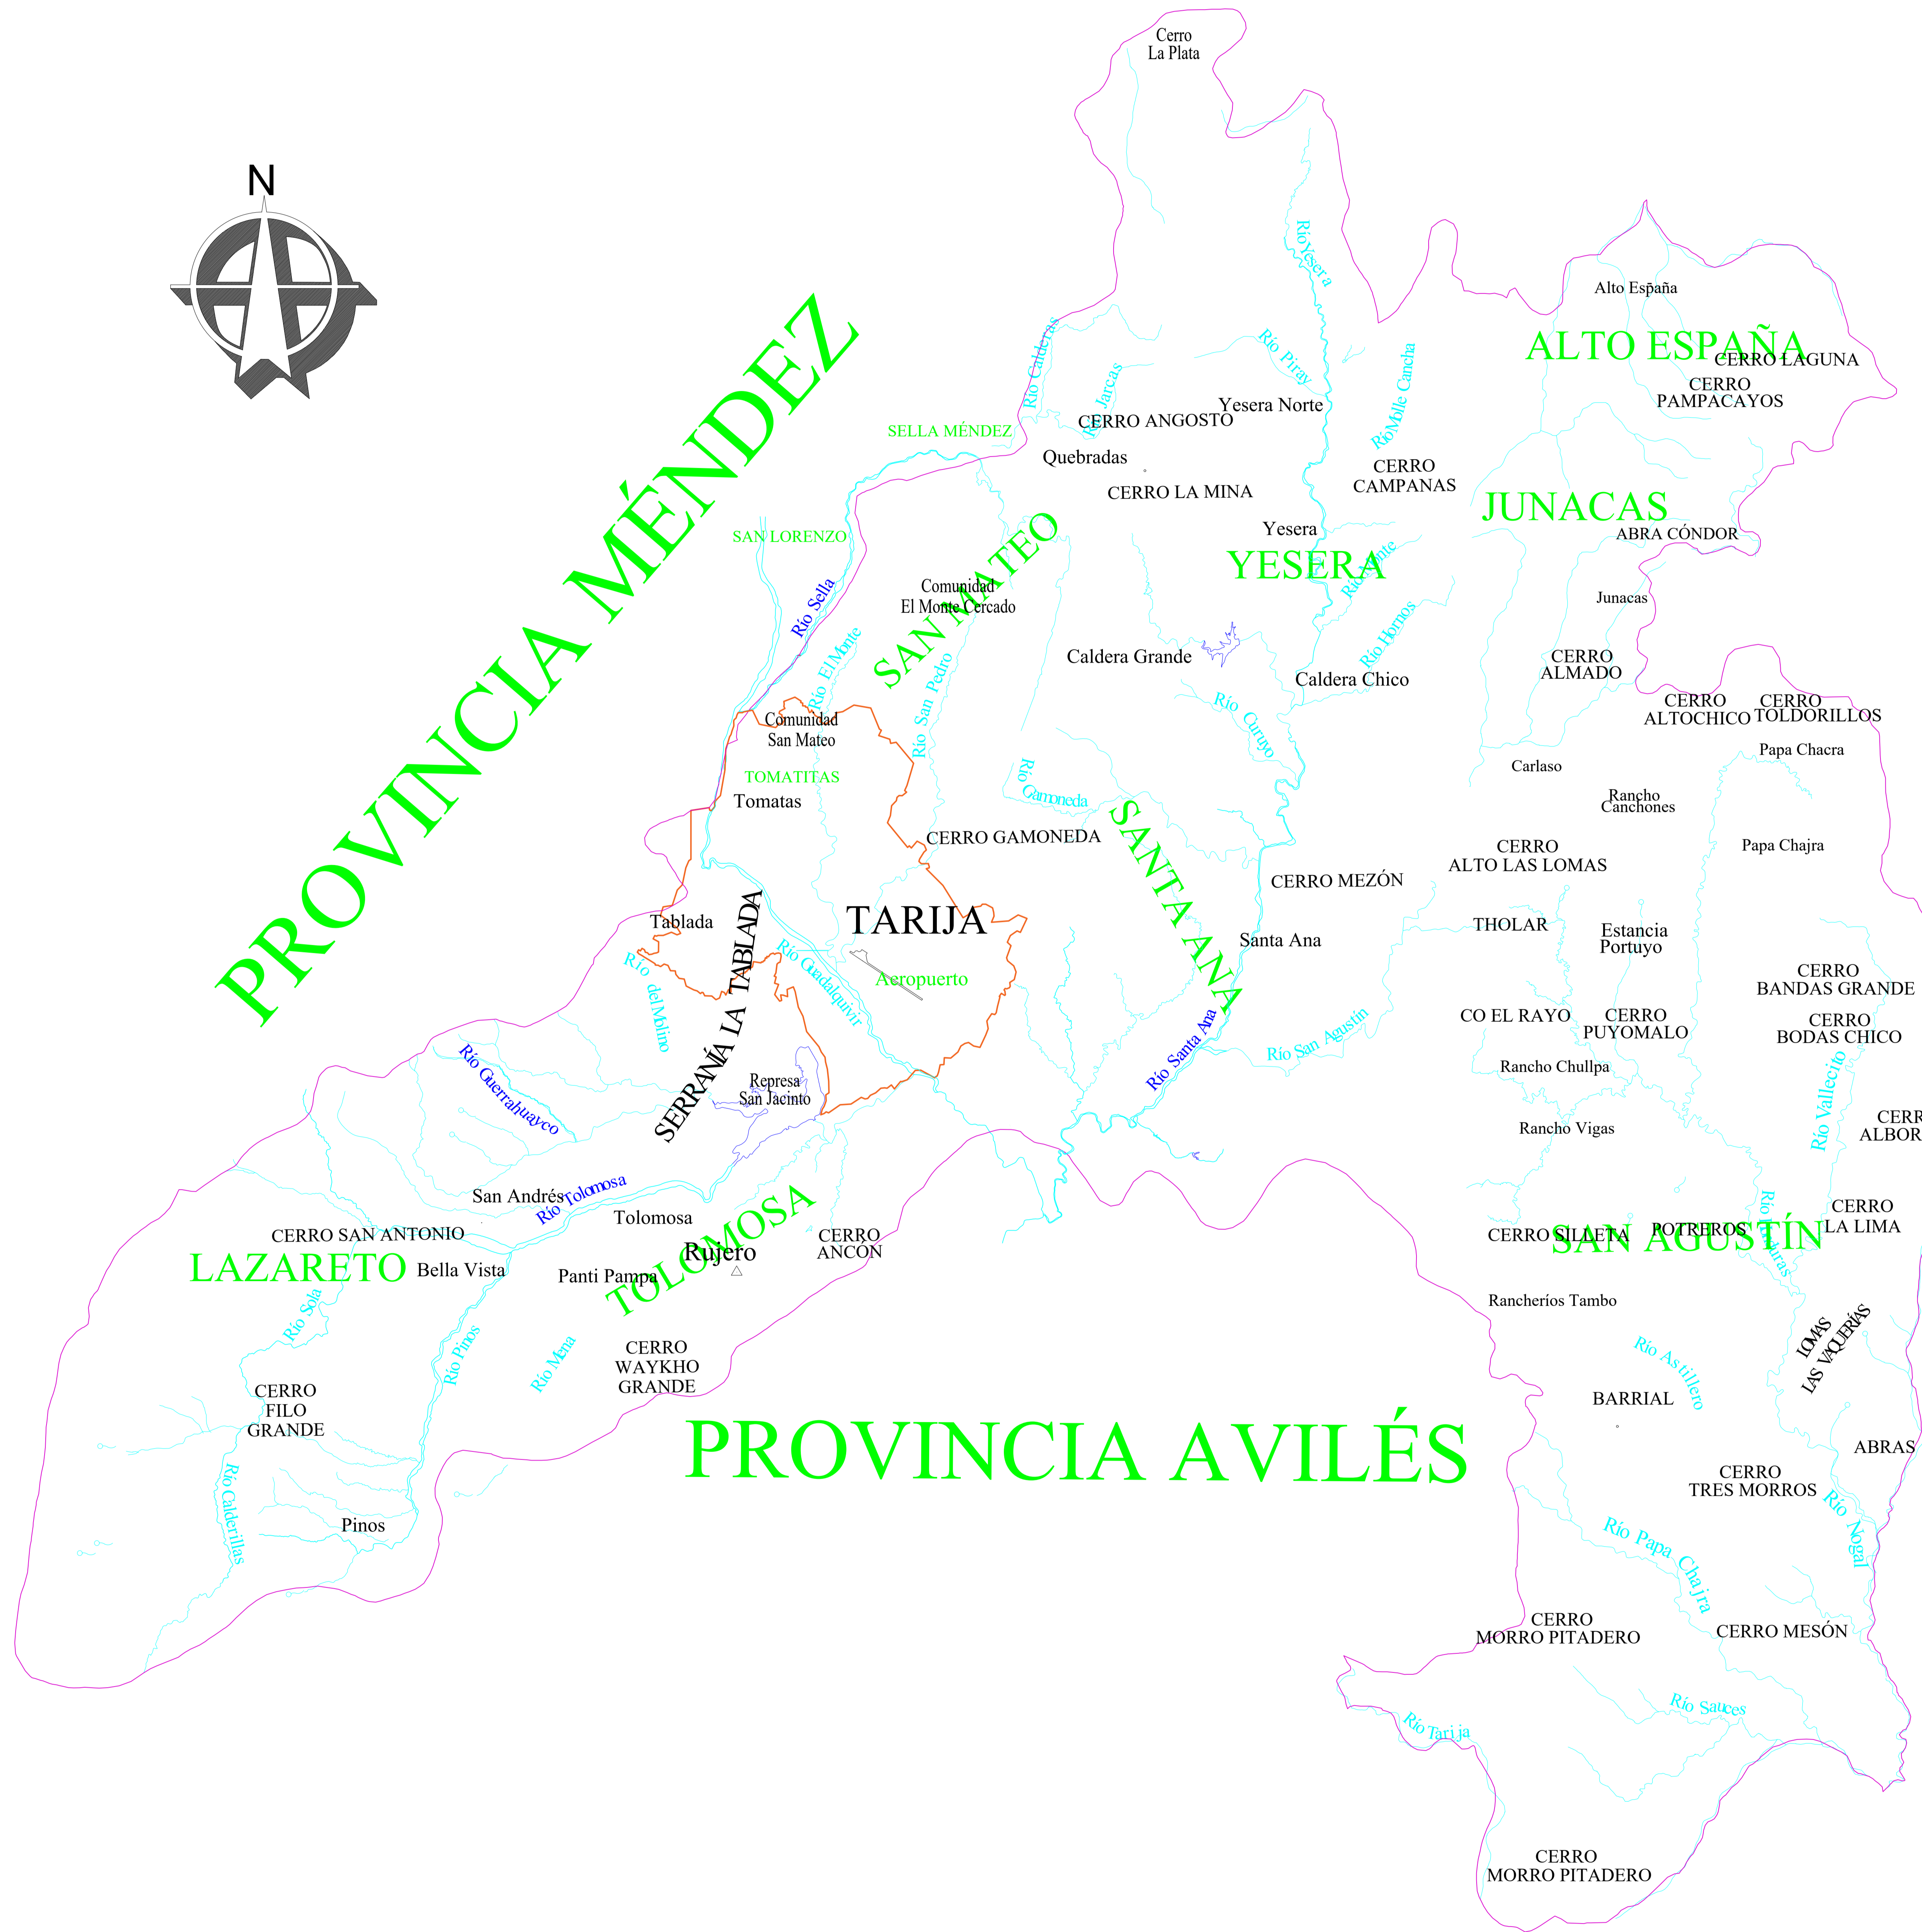 Cerro
La Plata
N
Río Yesera
Alto España
ALTO ESPAÑA
CERRO LAGUNA
CERRO
PAMPACAYOS
PROVINCIA MÉNDEZ
Río Calderas
Río Jarcas
Río Piray
Río Molle Cancha
Yesera Norte
CERRO ANGOSTO
SELLA MÉNDEZ
Quebradas
CERRO LA MINA
CERRO
CAMPANAS
JUNACAS
ABRA CÓNDOR
SAN LORENZO
Yesera
YESERA
Río Monte
SAN MATEO
Comunidad
El Monte Cercado
Río Sella
Junacas
Río Hornos
Río El Monte
Río San Pedro
Caldera Grande
Caldera Chico
CERRO
ALMADO
CERRO
ALTOCHICO
CERRO
TOLDORILLOS
Comunidad
San Mateo
Río Curuyo
Papa Chacra
TOMATITAS
Tomatas
Río
Gamoneda
Carlaso
Rancho
Canchones
CERRO GAMONEDA
SANTA ANA
CERRO
ALTO LAS LOMAS
Papa Chajra
CERRO MEZÓN
Tablada
SERRANÍA LA TABLADA
TARIJA
THOLAR
Estancia
Portuyo
Santa Ana
Río del Molino
Río Guadalquivir
Aeropuerto
CERRO
BANDAS GRANDE
CO EL RAYO
CERRO
PUYOMALO
CERRO
BODAS CHICO
Río Santa Ana
Río San Agustín
Río Guerrahuayco
Represa
San Jacinto
Rancho Chullpa
Río Vallecito
Rancho Vigas
CERR
ALBOR
San Andrés
Río Tolomosa
Tolomosa
TOLOMOSA
CERRO SAN ANTONIO
LAZARETO
Bella Vista
Rujero
Panti Pampa
CERRO
ANCÓN
CERRO SILLETA
POTREROS
SAN AGUSTÍN
CERRO
LA LIMA
Rancheríos Tambo
Río Sola
Río Pinos
Río Mena
CERRO
WAYKHO
GRANDE
LOMAS
LAS VAQUERÍAS
Río Astillero
CERRO
FILO
GRANDE
BARRIAL
PROVINCIA AVILÉS
ABRAS
CERRO
TRES MORROS
Río Calderillas
Pinos
Río Nogal
Río Papa Chajra
CERRO
MORRO PITADERO
CERRO MESÓN
Río Sauces
Río Tarija
CERRO
MORRO PITADERO